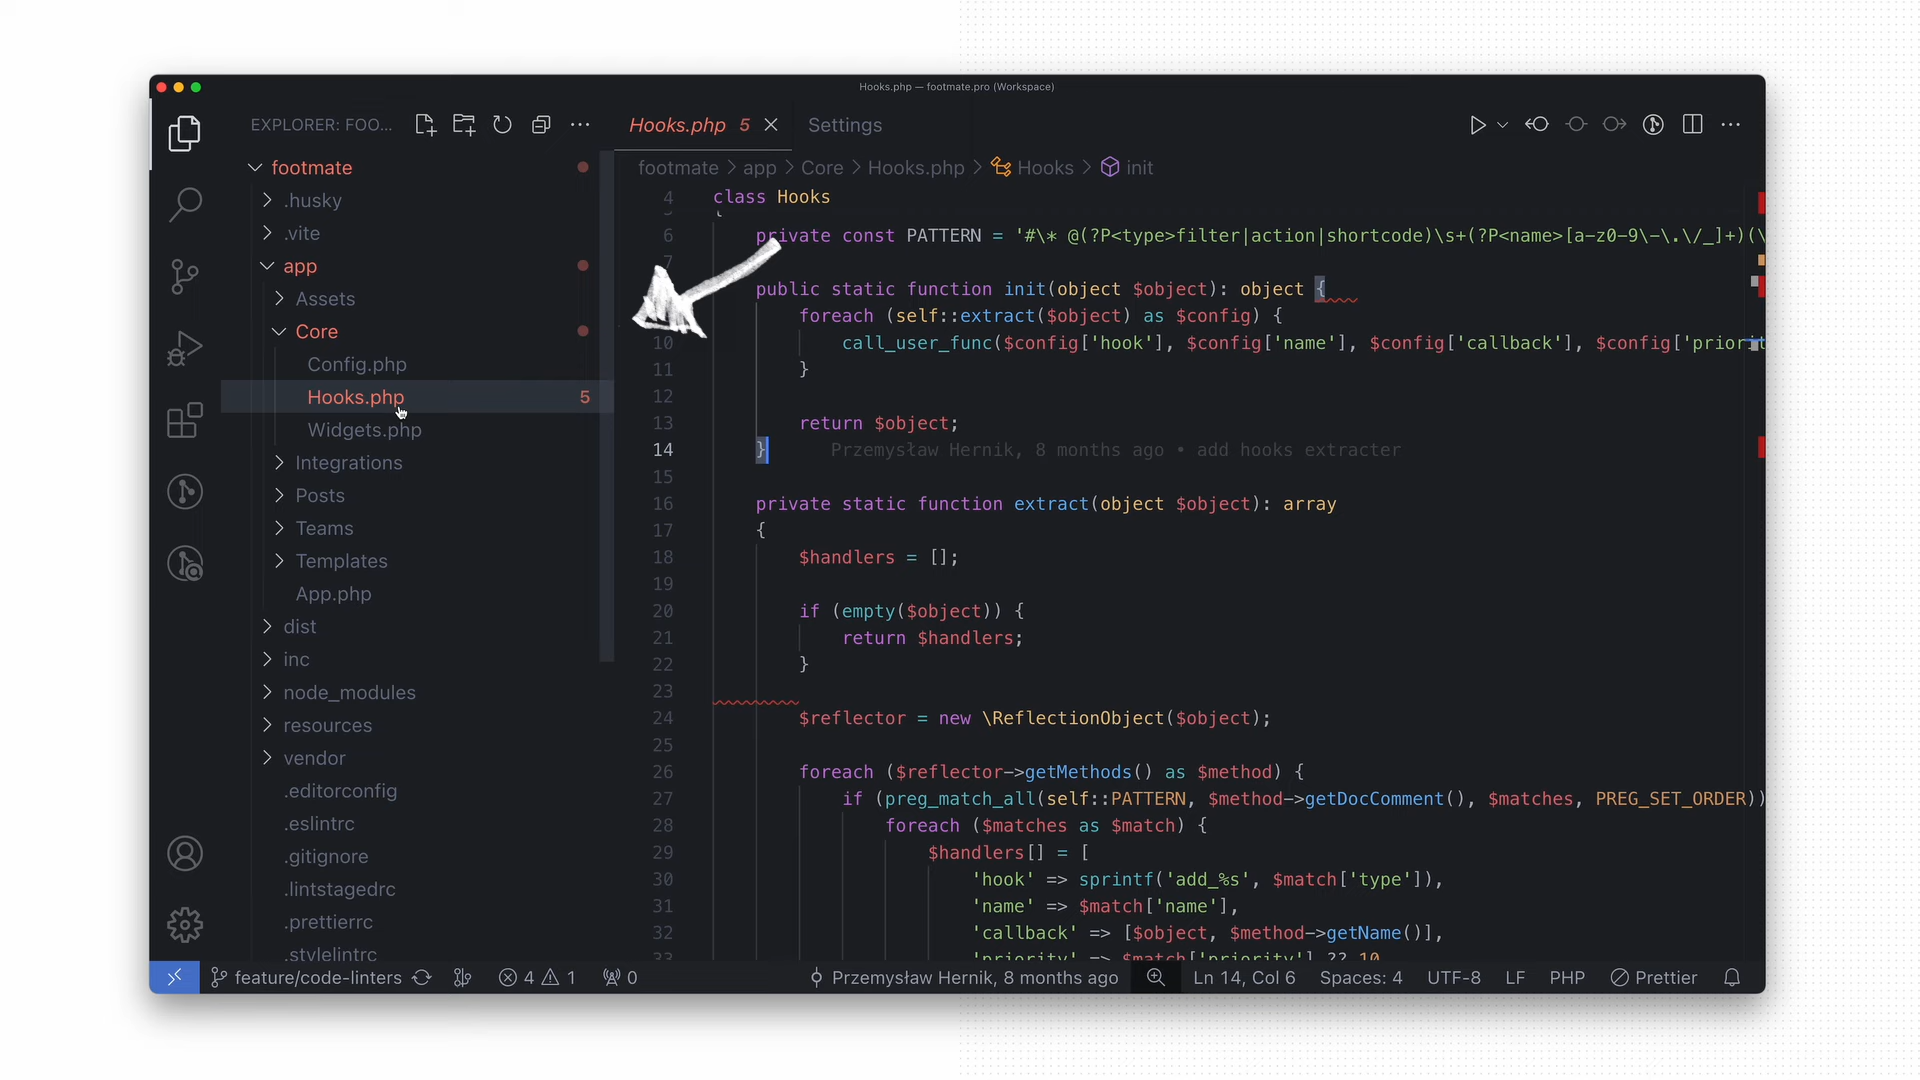 Hooks.php — footmate.pro (Workspace)
EXPLORER: FOO...
Hooks.php 5
Settings
footmate
.husky
.vite
app
Assets
Core
Config.php
Hooks.php 5
Widgets.php
Integrations
Posts
Teams
Templates
App.php
dist
inc
node_modules
resources
vendor
.editorconfig
.eslintrc
.gitignore
.lintstagedrc
.prettierrc
.stylelintrc
footmate > app > Core > Hooks.php > Hooks > init
4 class Hooks
6 private const PATTERN = '#\* @(?P<type>filter|action|shortcode)\s+(?P<name>[a-z0-9\-\.\/_]+)(\
7
public static function init(object $object): object {
foreach (self::extract($object) as $config) {
10 call_user_func($config['hook'], $config['name'], $config['callback'], $config['priorit
11 }
12
13 return $object;
14 } Przemysław Hernik, 8 months ago • add hooks extracter
15
16 private static function extract(object $object): array
17 {
18 $handlers = [];
19
20 if (empty($object)) {
21 return $handlers;
22 }
23
24 $reflector = new \ReflectionObject($object);
25
26 foreach ($reflector->getMethods() as $method) {
27 if (preg_match_all(self::PATTERN, $method->getDocComment(), $matches, PREG_SET_ORDER))
28 foreach ($matches as $match) {
29 $handlers[] = [
30 'hook' => sprintf('add_%s', $match['type']),
31 'name' => $match['name'],
32 'callback' => [$object, $method->getName()],
33 'priority' => $match['priority'] ?? 10
feature/code-linters
4 1
0
Przemysław Hernik, 8 months ago
Ln 14, Col 6
Spaces: 4
UTF-8
LF
PHP
Prettier